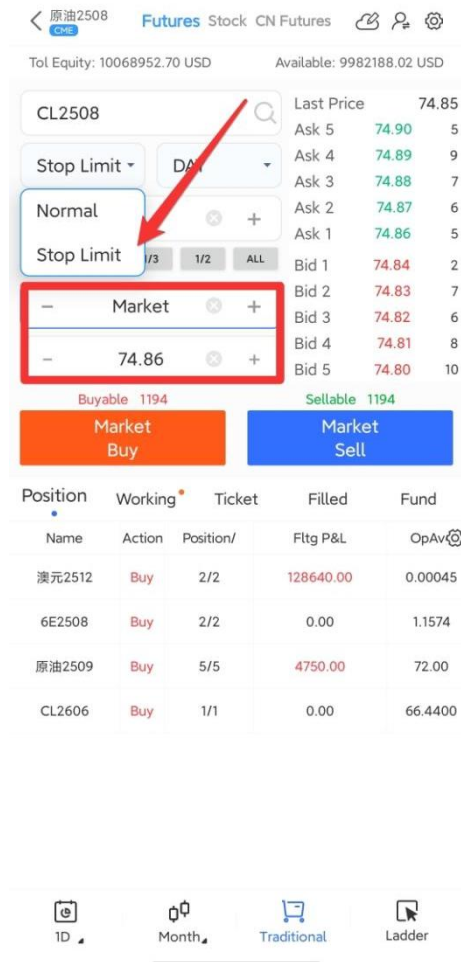 原油2508
CME
Futures Stock CN Futures
Tol Equity: 10068952.70 USD Available: 9982188.02 USD
CL2508
Last Price 74.85
Ask 5 74.90 5
Stop Limit DAY
Ask 4 74.89 9
Ask 3 74.88 7
Normal
Ask 2 74.87 6
Ask 1 74.86 5
Stop Limit 1/3 1/2 ALL
Bid 1 74.84 2
Bid 2 74.83 7
− Market +
Bid 3 74.82 6
Bid 4 74.81 8
− 74.86 +
Bid 5 74.80 10
Buyable 1194 Sellable 1194
Market Buy
Market Sell
Position Working Ticket Filled Fund
Name Action Position/ Fltg P&L OpAv
澳元2512 Buy 2/2 128640.00 0.00045
6E2508 Buy 2/2 0.00 1.1574
原油2509 Buy 5/5 4750.00 72.00
CL2606 Buy 1/1 0.00 66.4400
1D Month Traditional Ladder